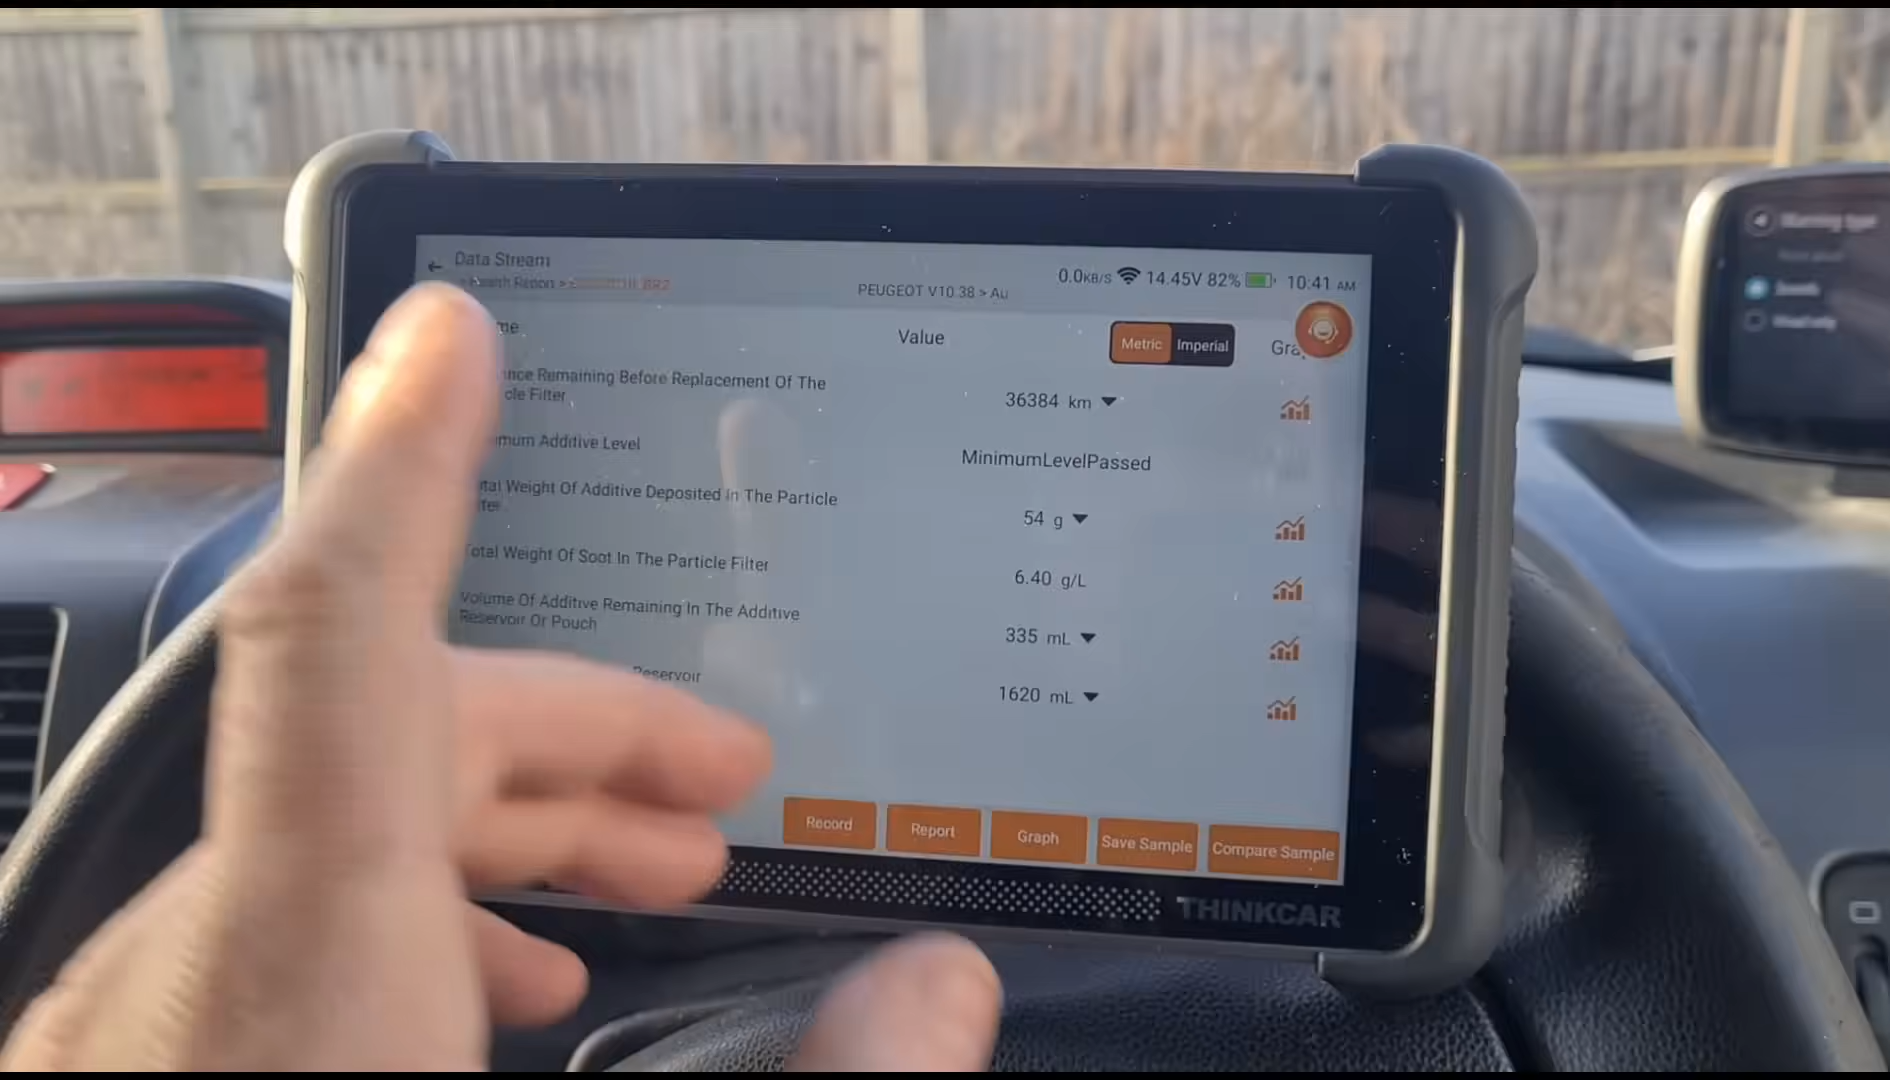 Data Stream
Health Report >
PEUGEOT V10.38 > Au
0.0KB/S 14.45V 82% 10:41 AM
Value
Metric Imperial
Remaining Before Replacement Of The
Filter
36384 km
Additive Level
MinimumLevelPassed
Weight Of Additive Deposited In The Particle
54 g
Total Weight Of Soot In The Particle Filter
6.40 g/L
Volume Of Additive Remaining In The Additive
Reservoir Or Pouch
335 mL
Reservoir
1620 mL
Record Report Graph Save Sample Compare Sample
THINKCAR